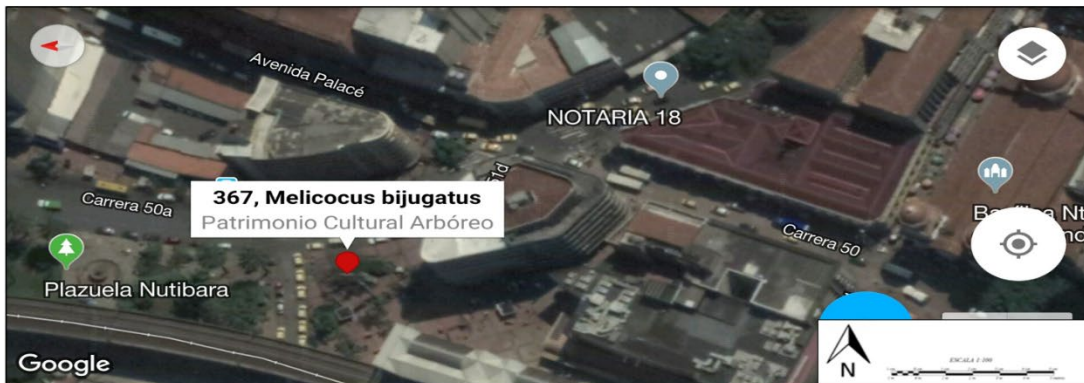 Avenida Palacé
NOTARIA 18
51d
367, Melicocus bijugatus
Patrimonio Cultural Arbóreo
Carrera 50a
Carrera 50
Plazuela Nutibara
Google
N
ESCALA 1:100